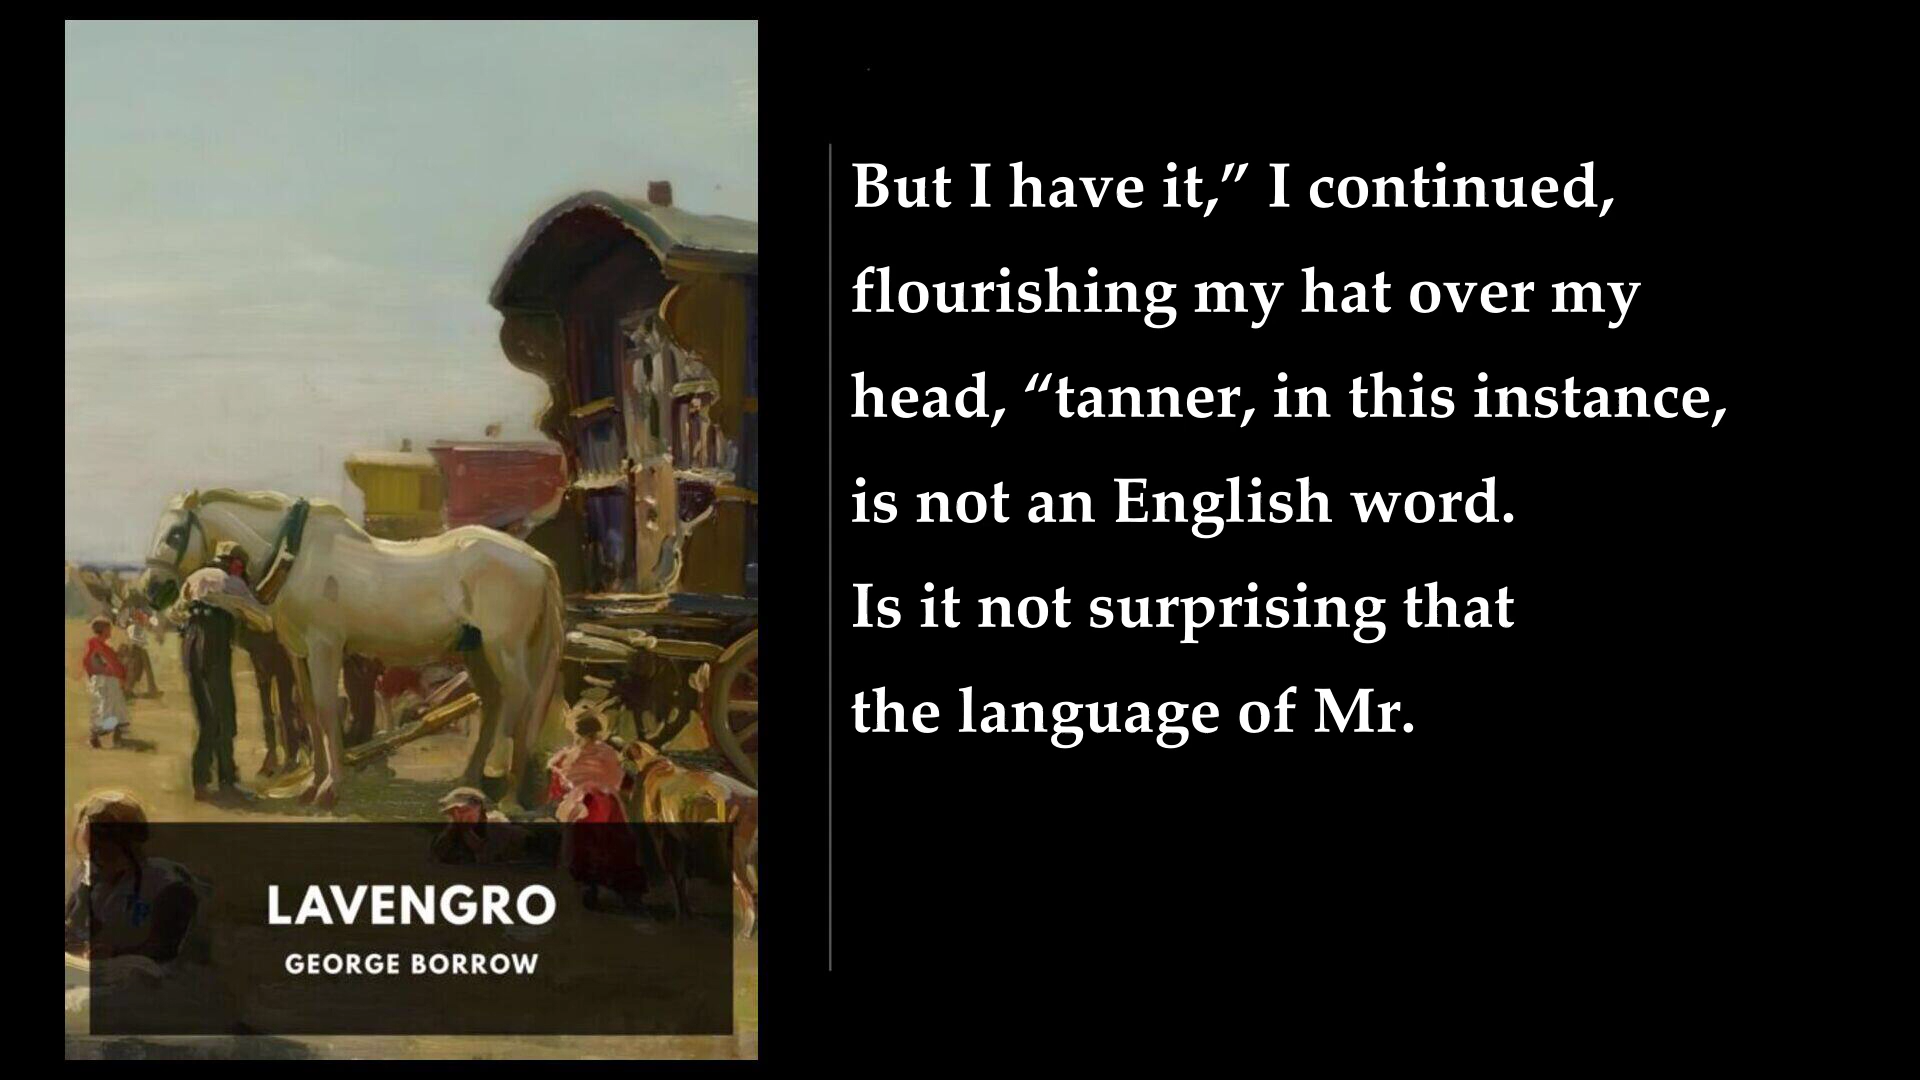 LAVENGRO
GEORGE BORROW
But I have it,” I continued,
flourishing my hat over my
head, “tanner, in this instance,
is not an English word.
Is it not surprising that
the language of Mr.